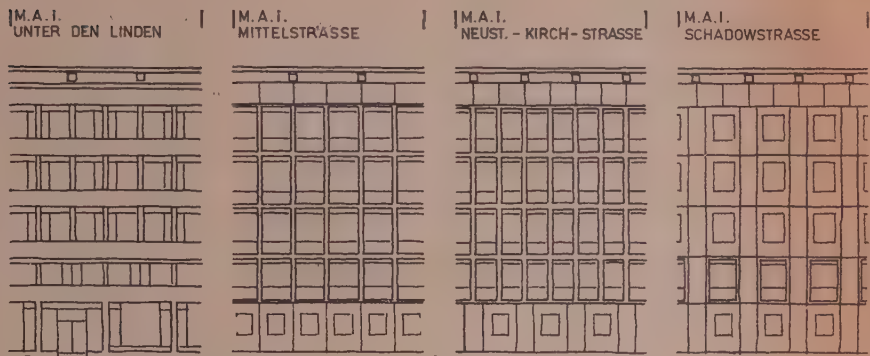 M.A.I.
UNTER DEN LINDEN
M.A.I.
MITTELSTRASSE
M.A.I.
NEUST.-KIRCH-STRASSE
M.A.I.
SCHADOWSTRASSE